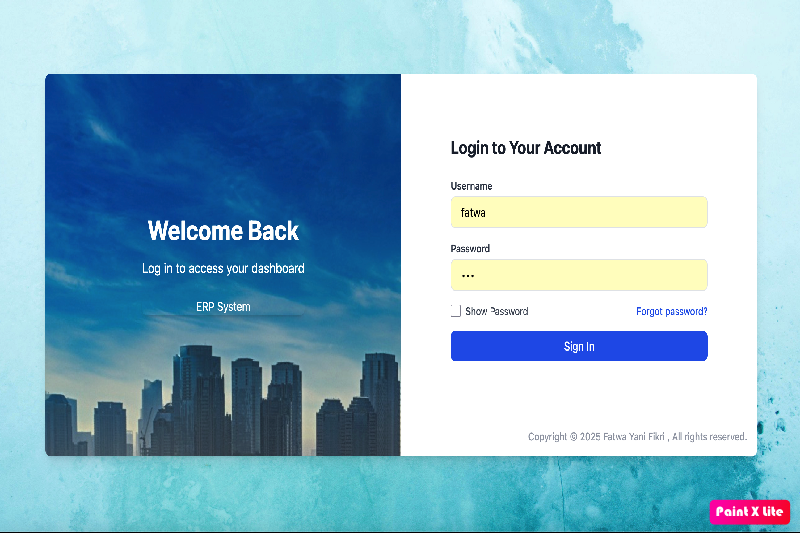 Welcome Back
Log in to access your dashboard
ERP System
Login to Your Account
Username
fatwa
Password
•••
Show Password
Forgot password?
Sign In
Copyright © 2025 Fatwa Yani Fikri , All rights reserved.
Paint X Lite